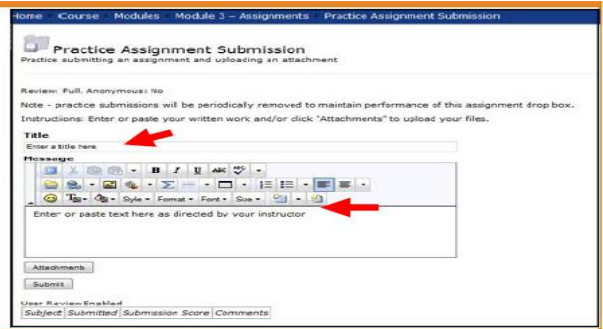 Home Course Modules Module 3 – Assignments Practice Assignment Submission
Practice Assignment Submission
Practice submitting an assignment and uploading an attachment
Review: Full. Anonymous: No
Note - practice submissions will be periodically removed to maintain performance of this assignment drop box.
Instructions: Enter or paste your written work and/or click "Attachments" to upload your files.
Title
Enter a title here
Message
B I U ABC ABC
Style Format Font Size
Enter or paste text here as directed by your instructor
Attachments
Submit
User Review Enabled
Subject Submitted Submission Score Comments